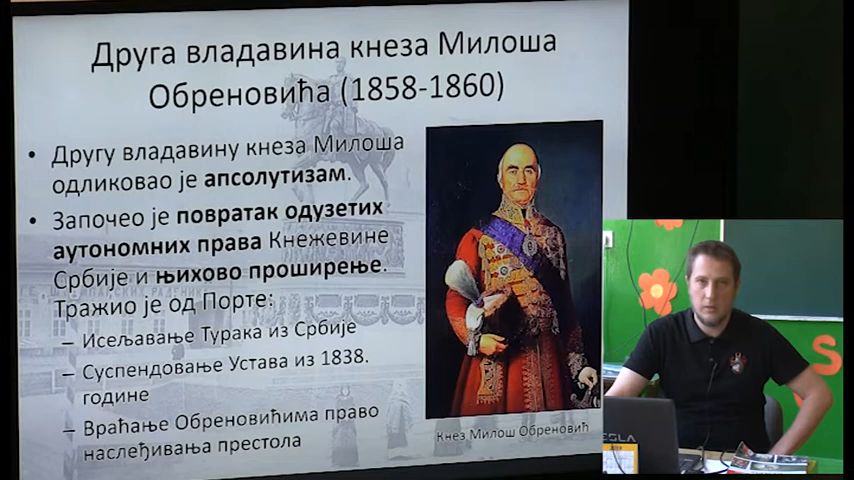 Друга владавина кнеза Милоша
Обреновића (1858-1860)
• Другу владавину кнеза Милоша
одликовао је апсолутизам.
• Започео је повратак одузетих
аутономних права Кнежевине
Србије и њихово проширење.
Тражио је од Порте:
– Исељавање Турака из Србије
– Суспендовање Устава из 1838.
године
– Враћање Обреновићима право
наслеђивања престола
Кнез Милош Обреновић
S